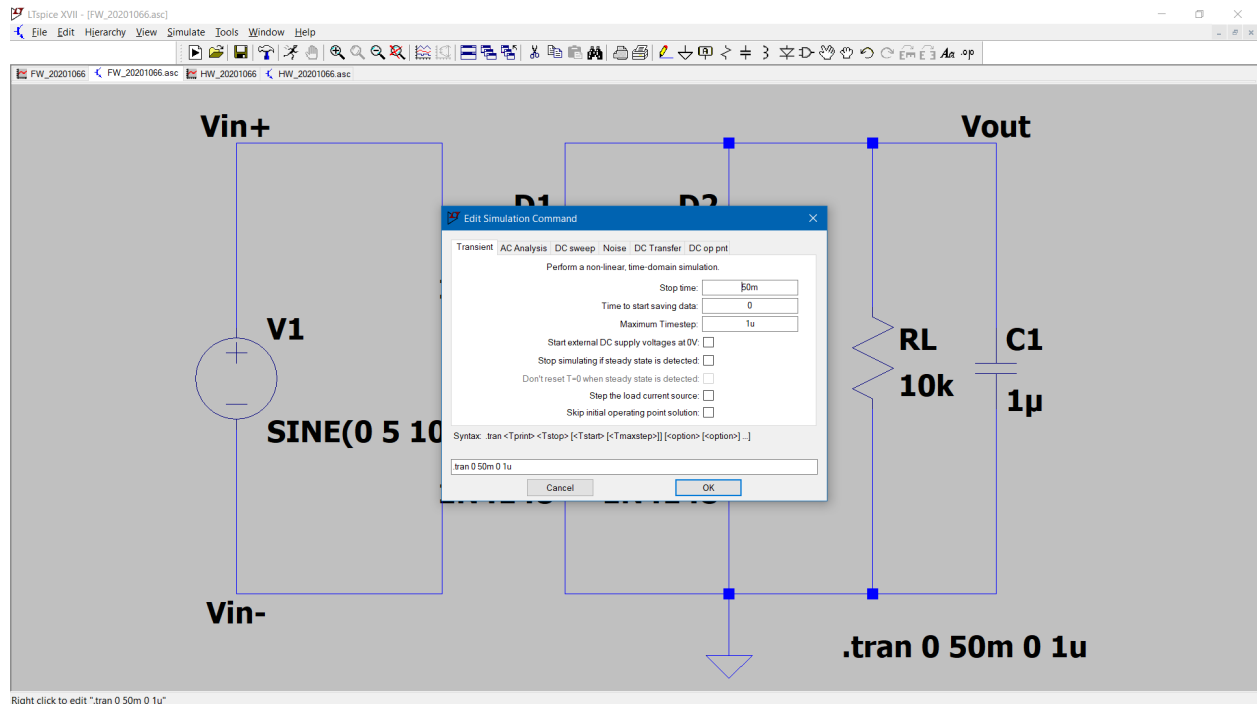 LTspice XVII - [FW_20201066.asc]
File Edit Hierarchy View Simulate Tools Window Help
FW_20201066 FW_20201066.asc HW_20201066 HW_20201066.asc
Vin+
Vout
D1 D2
Edit Simulation Command
Transient AC Analysis DC sweep Noise DC Transfer DC op pnt
Perform a non-linear, time-domain simulation.
Stop time: 50m
Time to start saving data: 0
Maximum Timestep: 1u
Start external DC supply voltages at 0V:
Stop simulating if steady state is detected:
Don't reset T=0 when steady state is detected:
Step the load current source:
Skip initial operating point solution:
Syntax: .tran <Tprint> <Tstop> [<Tstart> [<Tmaxstep>]] [<option> [<option>] ...]
.tran 0 50m 0 1u
Cancel OK
V1
SINE(0 5 10
RL
10k
C1
1µ
Vin-
.tran 0 50m 0 1u
Right click to edit ".tran 0 50m 0 1u"